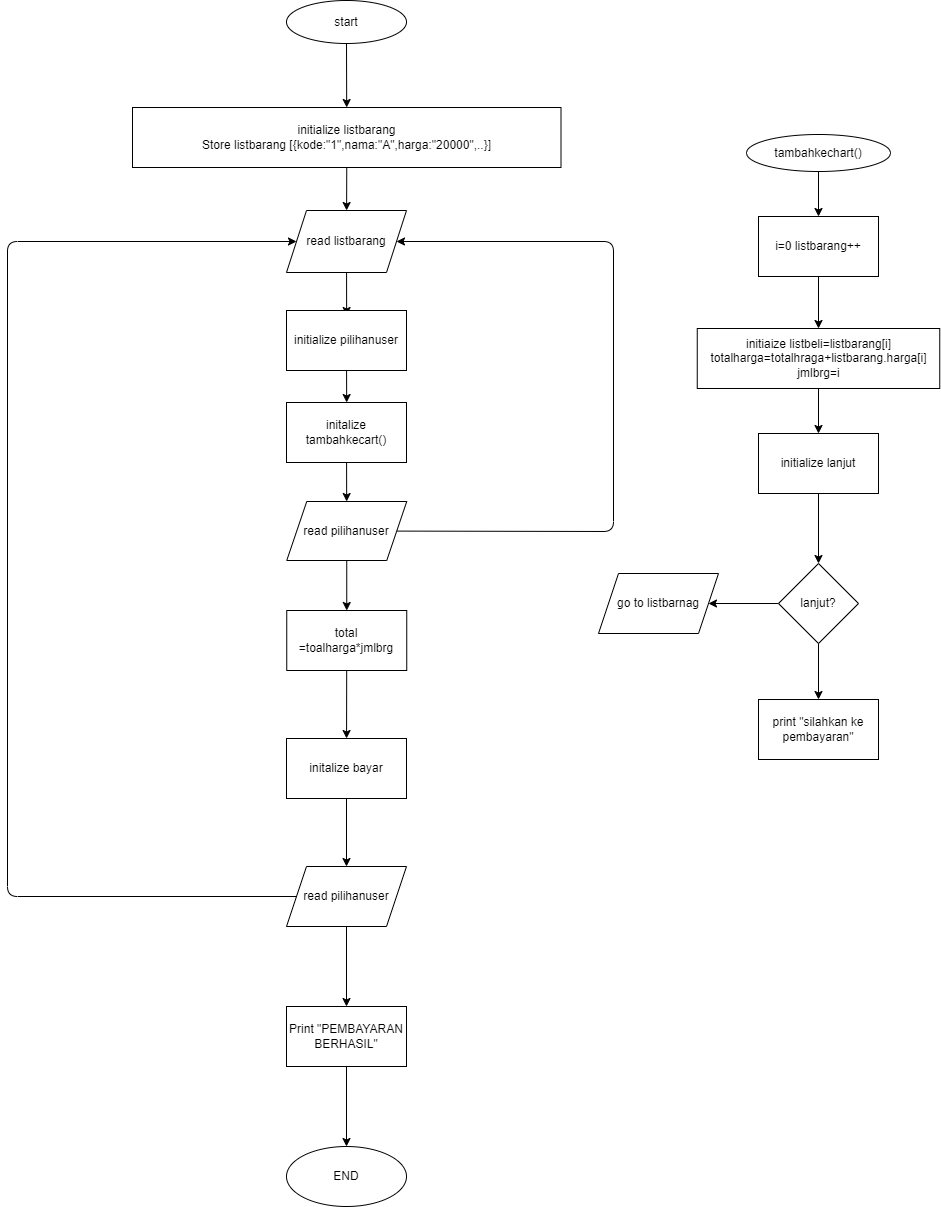 start
initialize listbarang
Store listbarang [{kode:"1",nama:"A",harga:"20000",..}]
read listbarang
initialize pilihanuser
initalize
tambahkecart()
read pilihanuser
total
=toalharga*jmlbrg
initalize bayar
read pilihanuser
Print "PEMBAYARAN
BERHASIL"
END
tambahkechart()
i=0 listbarang++
initiaize listbeli=listbarang[i]
totalharga=totalhraga+listbarang.harga[i]
jmlbrg=i
initialize lanjut
lanjut?
go to listbarnag
print "silahkan ke
pembayaran"